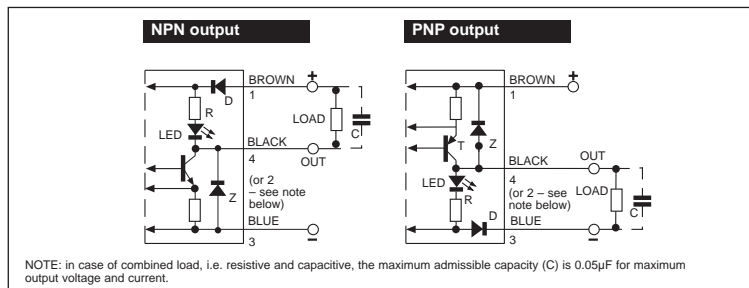 NPN output
BROWN
+
1
D
R
LED
LOAD
C
BLACK
4
OUT
(or 2
– see note
below)
Z
BLUE
3
–
PNP output
BROWN
+
1
T
Z
BLACK
OUT
4
LED
(or 2 – see
note below)
LOAD
C
R
D
BLUE
3
–
NOTE: in case of combined load, i.e. resistive and capacitive, the maximum admissible capacity (C) is 0.05µF for maximum
output voltage and current.